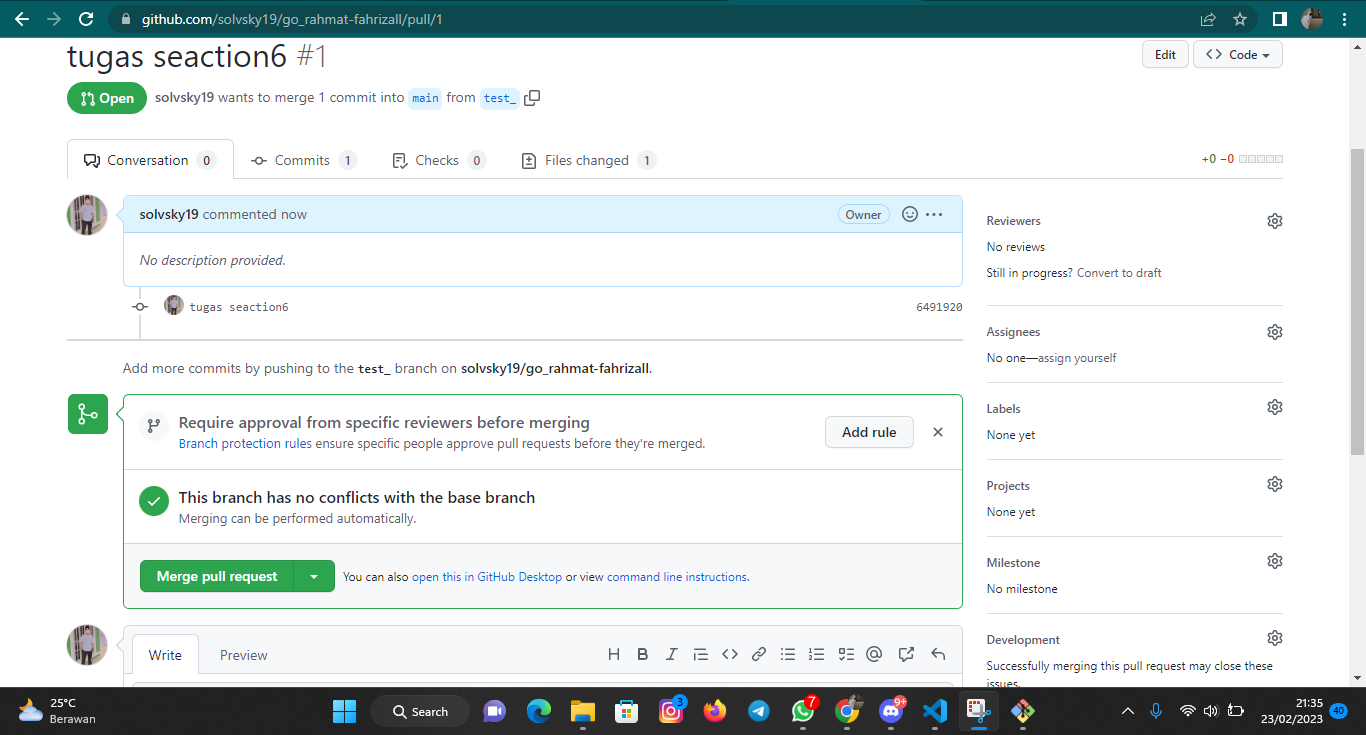 github.com/solvsky19/go_rahmat-fahrizall/pull/1
tugas seaction6 #1
Edit
Code
Open
solvsky19 wants to merge 1 commit into main from test_
Conversation 0
Commits 1
Checks 0
Files changed 1
+0 −0
solvsky19 commented now
Owner
No description provided.
tugas seaction6
6491920
Add more commits by pushing to the test_ branch on solvsky19/go_rahmat-fahrizall.
Require approval from specific reviewers before merging
Branch protection rules ensure specific people approve pull requests before they're merged.
Add rule
This branch has no conflicts with the base branch
Merging can be performed automatically.
Merge pull request
You can also open this in GitHub Desktop or view command line instructions.
Write
Preview
Reviewers
No reviews
Still in progress? Convert to draft
Assignees
No one—assign yourself
Labels
None yet
Projects
None yet
Milestone
No milestone
Development
Successfully merging this pull request may close these
issues.
25°C
Berawan
Search
3
7
9+
21:35
23/02/2023
40